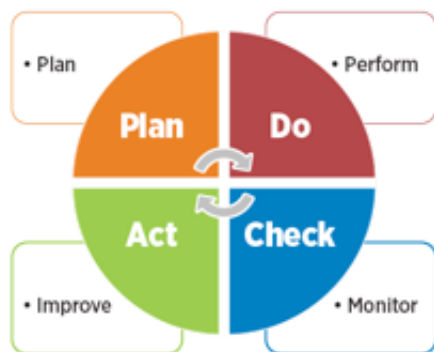 • Plan
• Perform
Plan
Do
Act
Check
• Improve
• Monitor